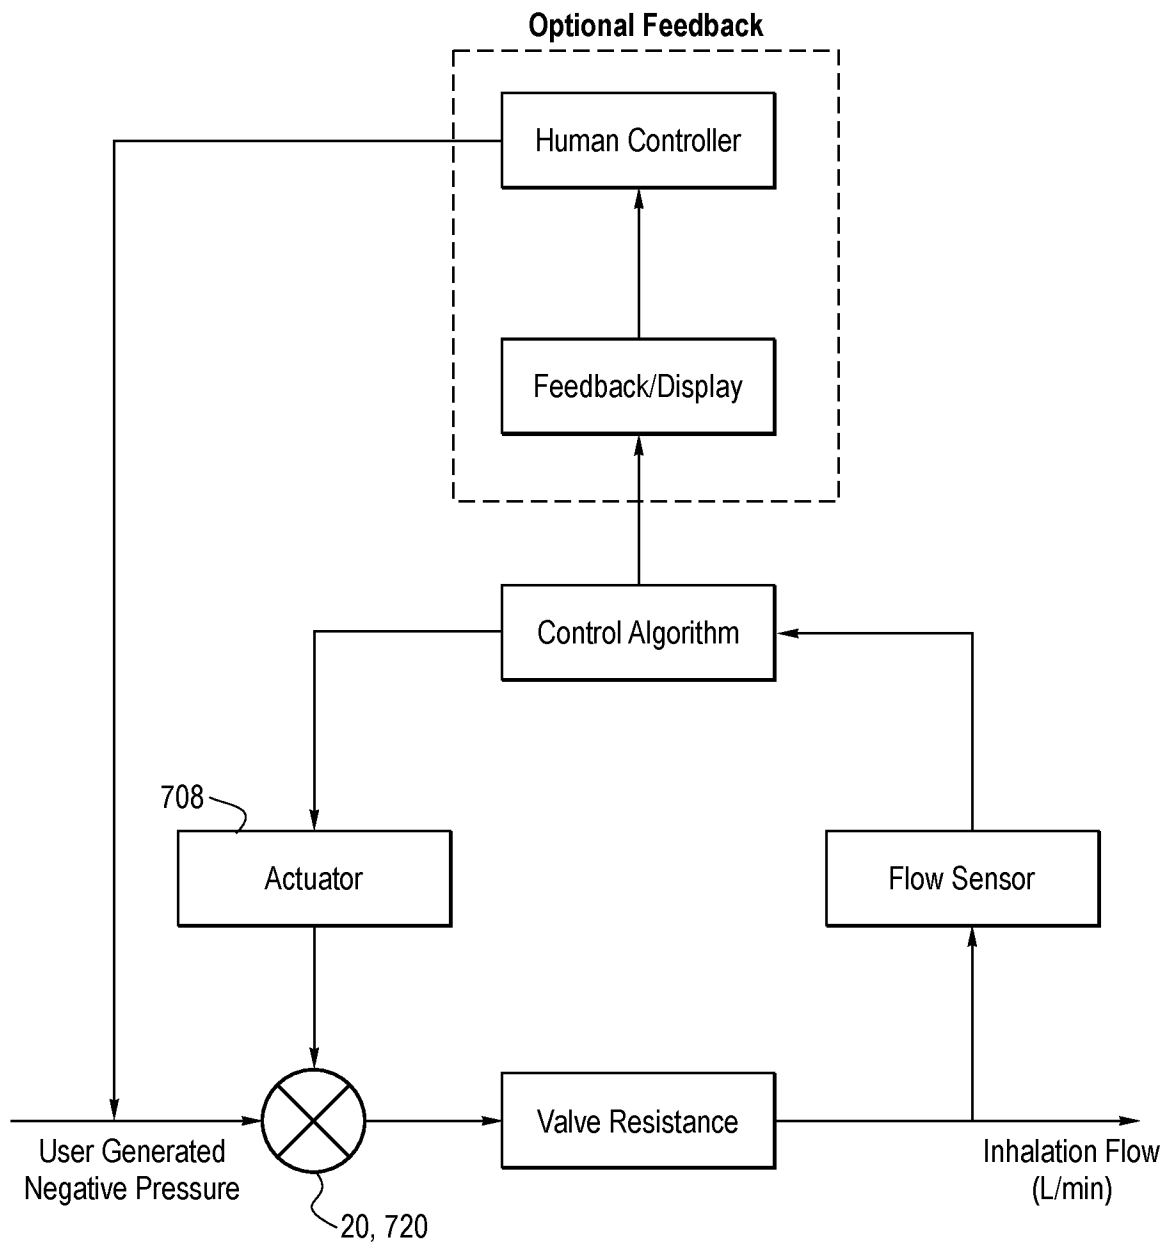 Optional Feedback
Human Controller
Feedback/Display
Control Algorithm
708
Actuator
Flow Sensor
Valve Resistance
User Generated
Negative Pressure
Inhalation Flow
(L/min)
20, 720